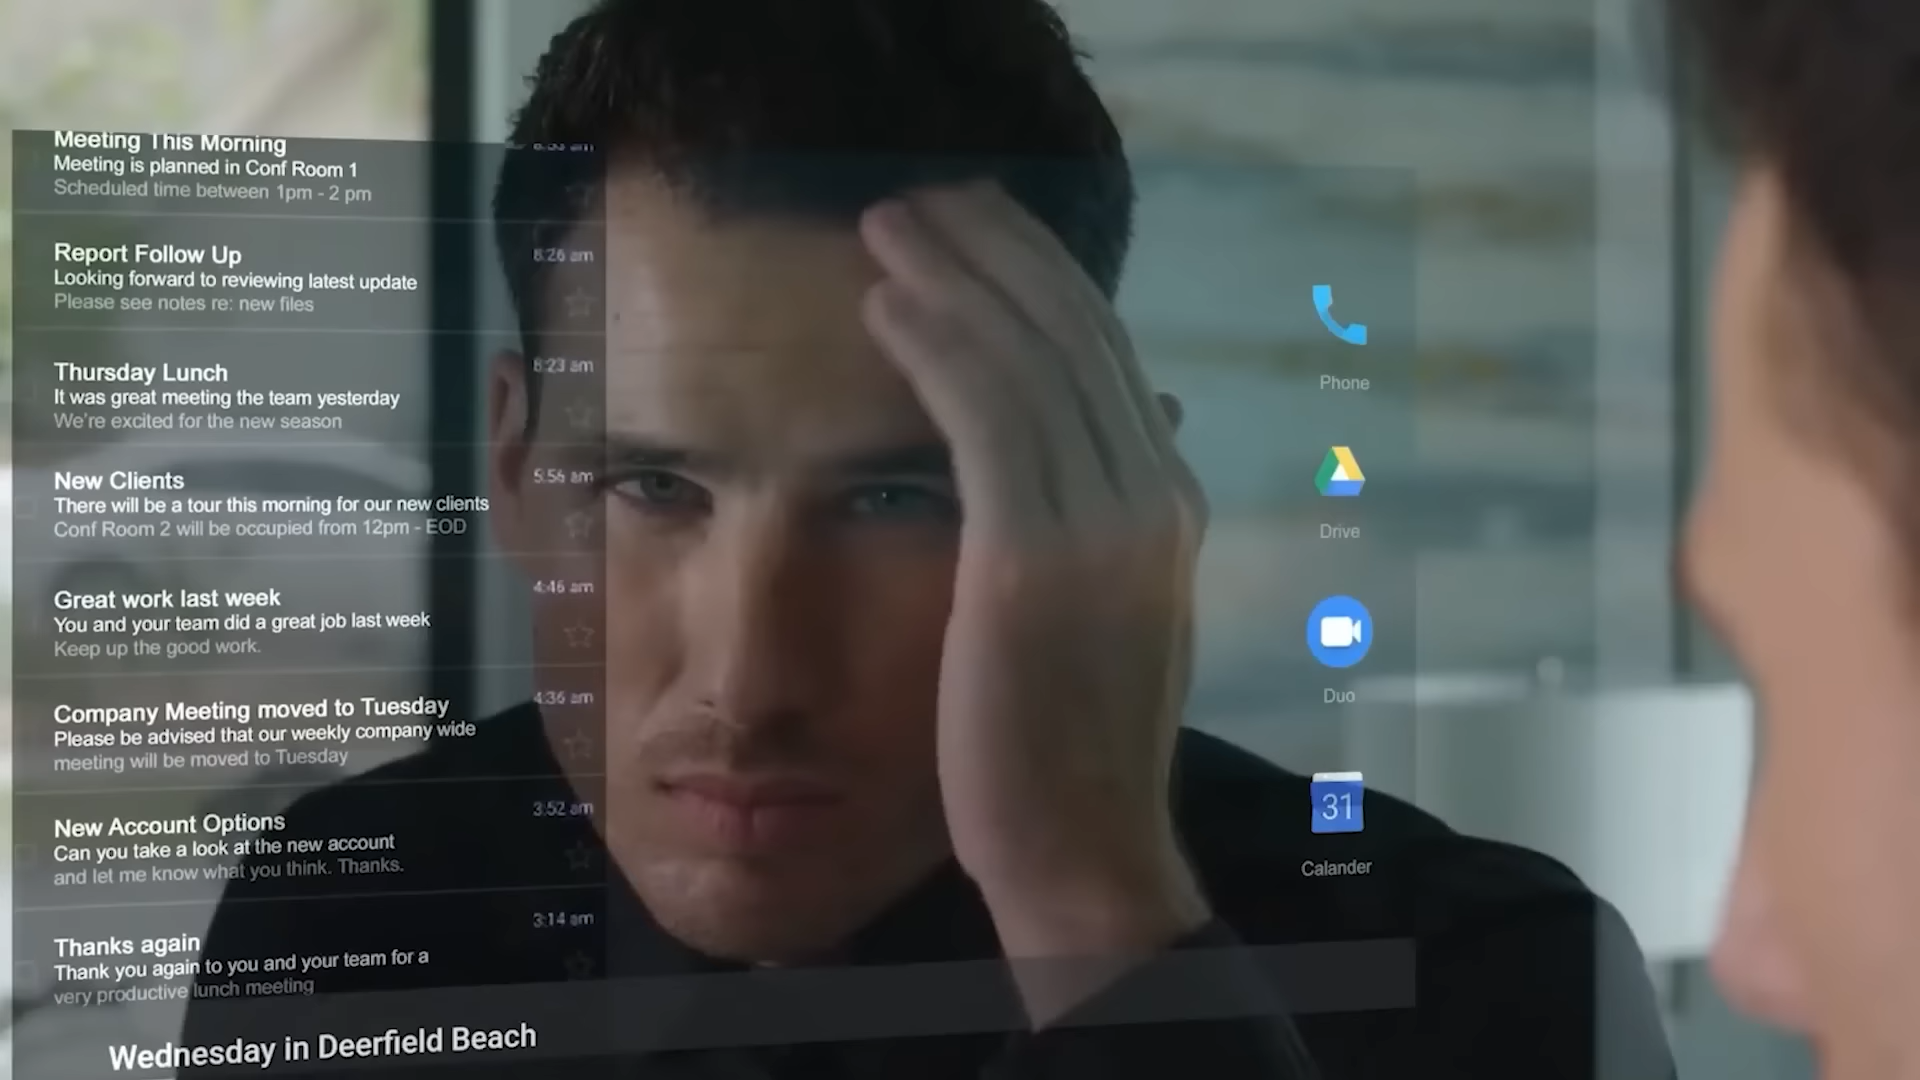 Meeting This Morning
Meeting is planned in Conf Room 1
Scheduled time between 1pm - 2 pm
8:53 am
Report Follow Up
Looking forward to reviewing latest update
Please see notes re: new files
8:26 am
Thursday Lunch
It was great meeting the team yesterday
We're excited for the new season
8:23 am
New Clients
There will be a tour this morning for our new clients
Conf Room 2 will be occupied from 12pm - EOD
5:56 am
Great work last week
You and your team did a great job last week
Keep up the good work.
4:46 am
Company Meeting moved to Tuesday
Please be advised that our weekly company wide
meeting will be moved to Tuesday
4:36 am
New Account Options
Can you take a look at the new account
and let me know what you think. Thanks.
3:52 am
Thanks again
Thank you again to you and your team for a
very productive lunch meeting
3:14 am
Wednesday in Deerfield Beach
Phone
Drive
Duo
31
Calander